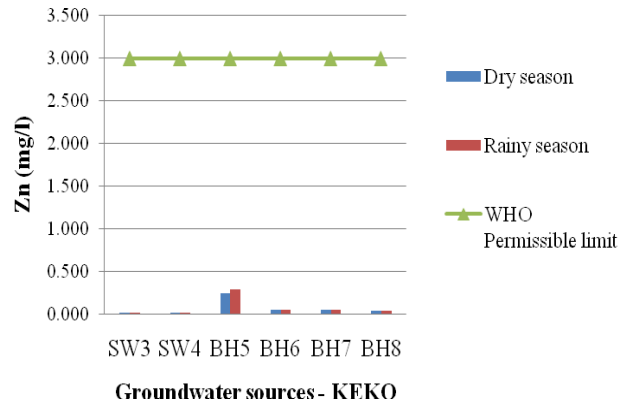 3.500
3.000
2.500
2.000
1.500
1.000
0.500
0.000
Zn (mg/l)
SW3 SW4 BH5 BH6 BH7 BH8
Groundwater sources - KEKO
Dry season
Rainy season
WHO
Permissible limit